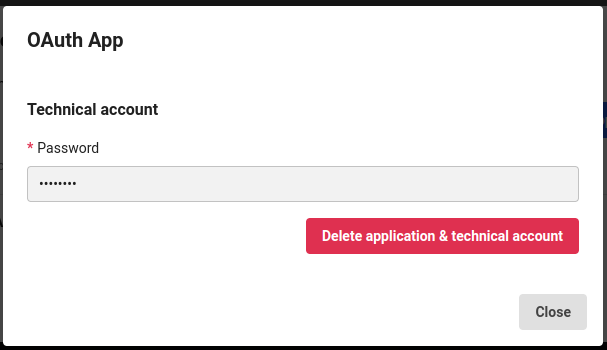 OAuth App
Technical account
* Password
••••••••
Delete application & technical account
Close